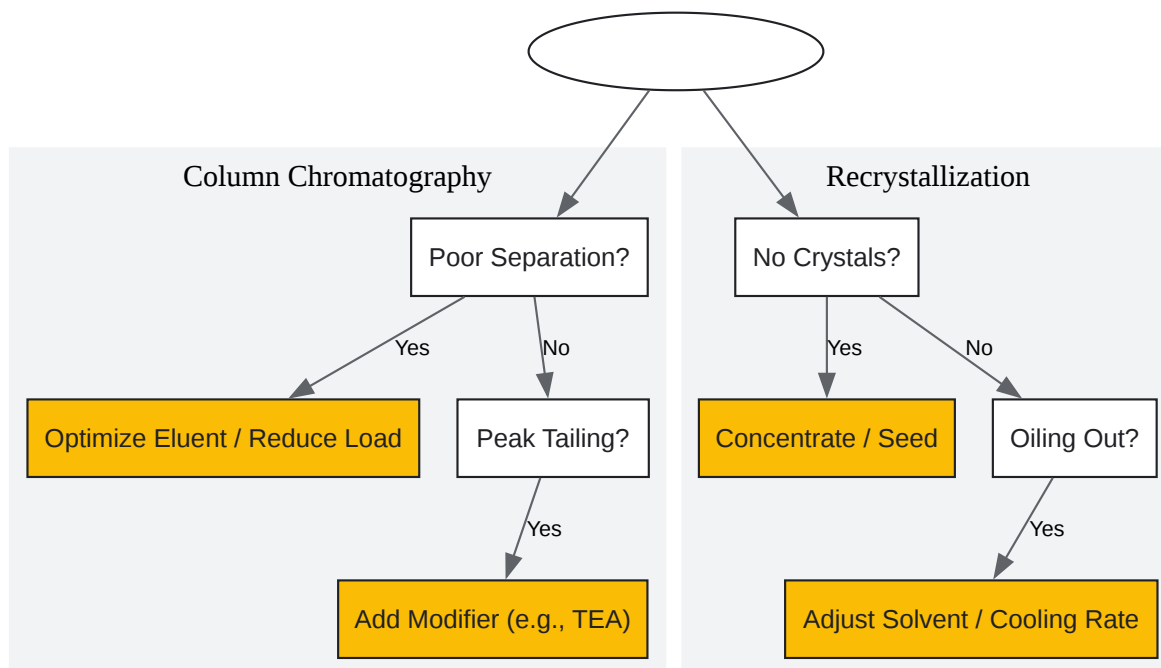 Column Chromatography
Recrystallization
Poor Separation?
No Crystals?
Yes
No
Yes
No
Optimize Eluent / Reduce Load
Peak Tailing?
Concentrate / Seed
Oiling Out?
Yes
Yes
Add Modifier (e.g., TEA)
Adjust Solvent / Cooling Rate